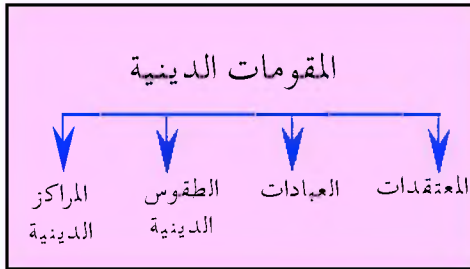 المقومات الدينية
المعتقدات
العبادات
الطقوس
الدينية
المراكز
الدينية